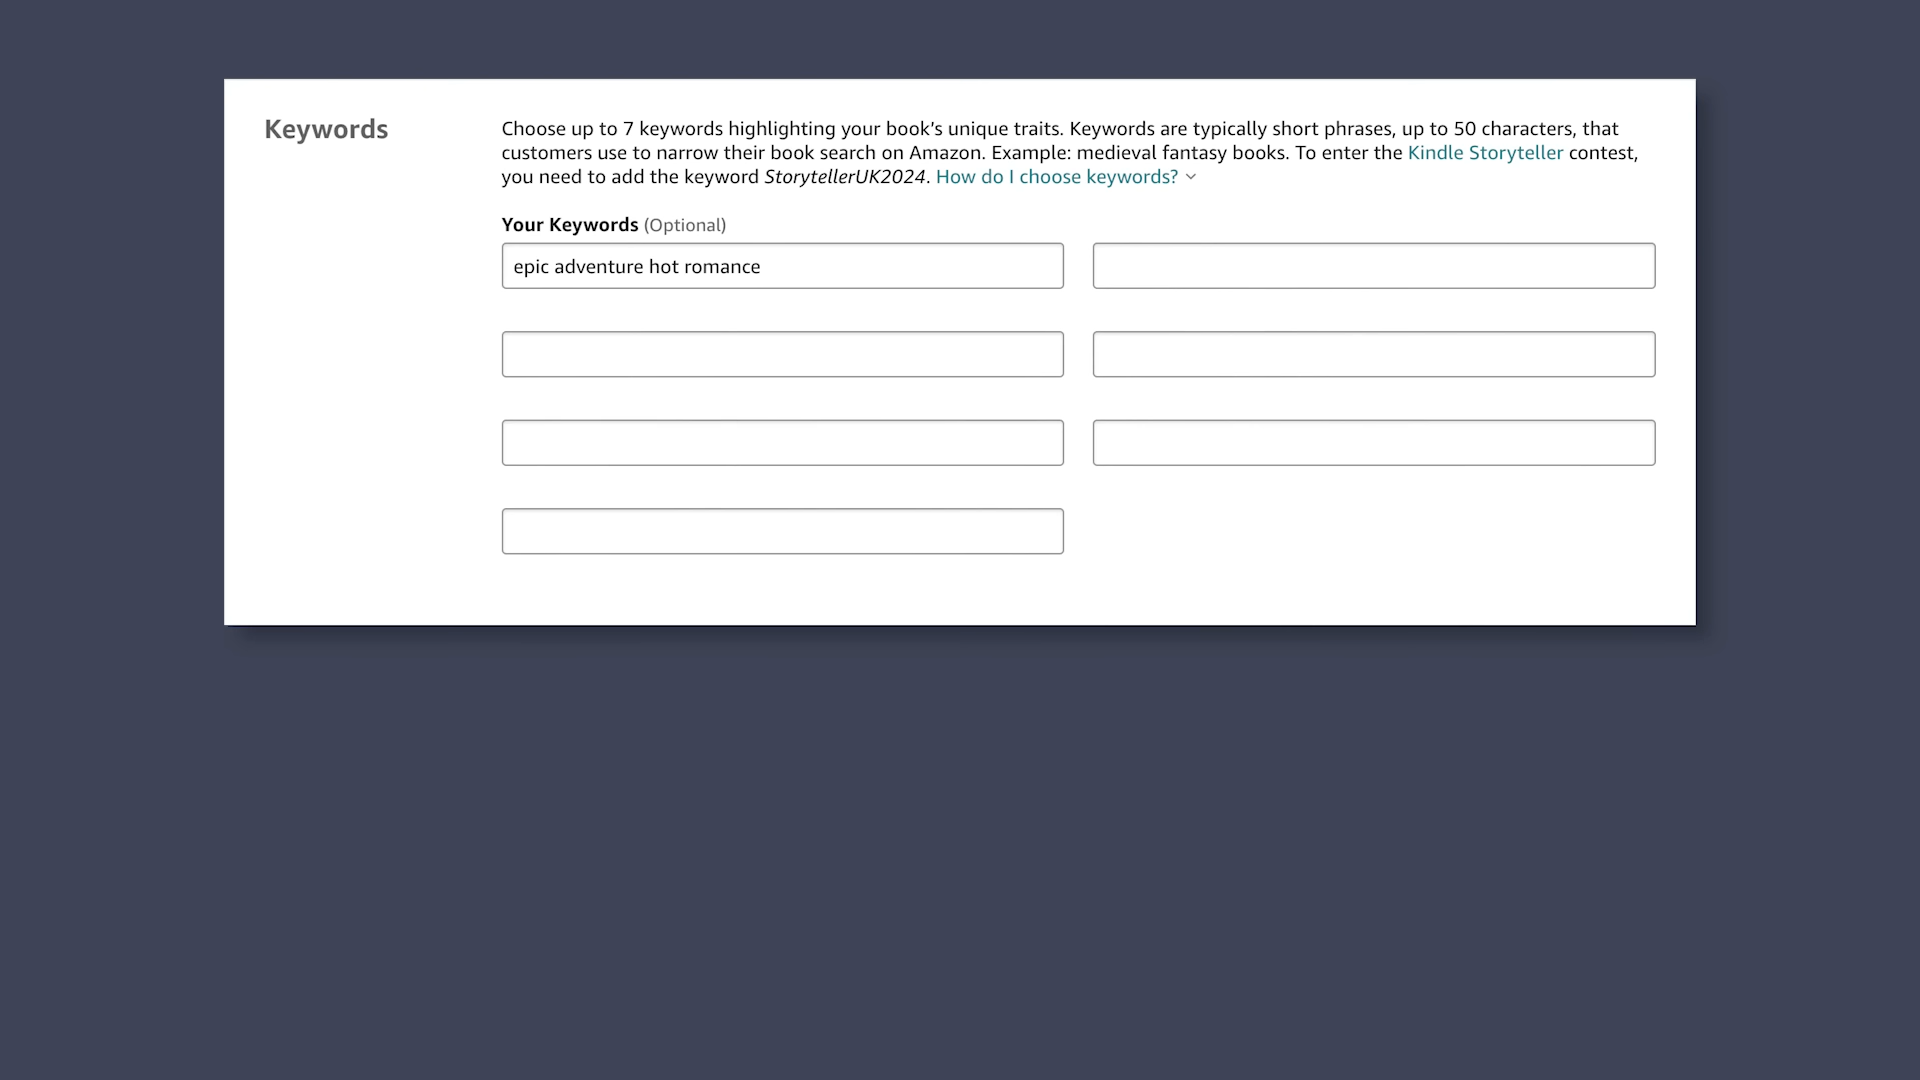 Keywords
Choose up to 7 keywords highlighting your book's unique traits. Keywords are typically short phrases, up to 50 characters, that
customers use to narrow their book search on Amazon. Example: medieval fantasy books. To enter the Kindle Storyteller contest,
you need to add the keyword StorytellerUK2024. How do I choose keywords?
Your Keywords (Optional)
epic adventure hot romance